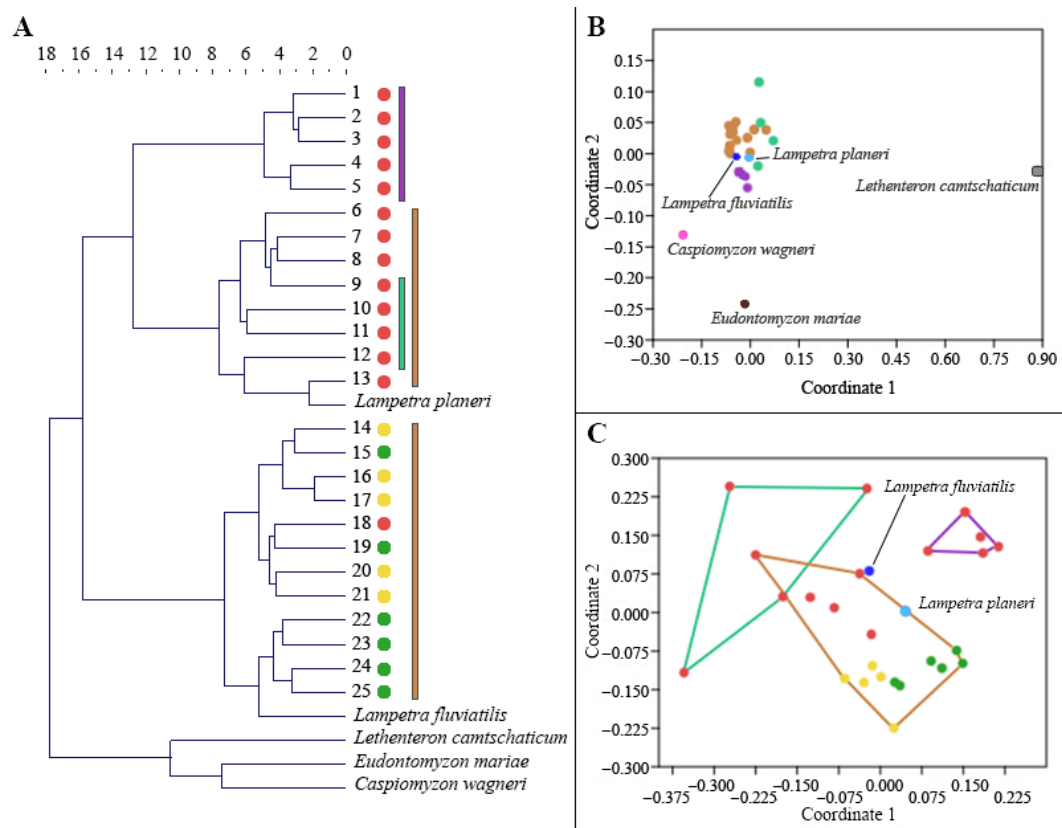 A
18 16 14 12 10 8 6 4 2 0
1
2
3
4
5
6
7
8
9
10
11
12
13
Lampetra planeri
14
15
16
17
18
19
20
21
22
23
24
25
Lampetra fluviatilis
Lethenteron camtschaticum
Eudontomyzon mariae
Caspiomyzon wagneri
B
Coordinate 2
0.15
0.10
0.05
0.00
−0.05
−0.10
−0.15
−0.20
−0.25
−0.30
Lampetra planeri
Lethenteron camtschaticum
Lampetra fluviatilis
Caspiomyzon wagneri
Eudontomyzon mariae
−0.30 −0.15 0.00 0.15 0.30 0.45 0.60 0.75 0.90
Coordinate 1
C
Coordinate 2
0.300
0.225
0.150
0.075
0.000
−0.075
−0.150
−0.225
−0.300
Lampetra fluviatilis
Lampetra planeri
−0.300 −0.150 0.000 0.150
−0.375 −0.225 −0.075 0.075 0.225
Coordinate 1